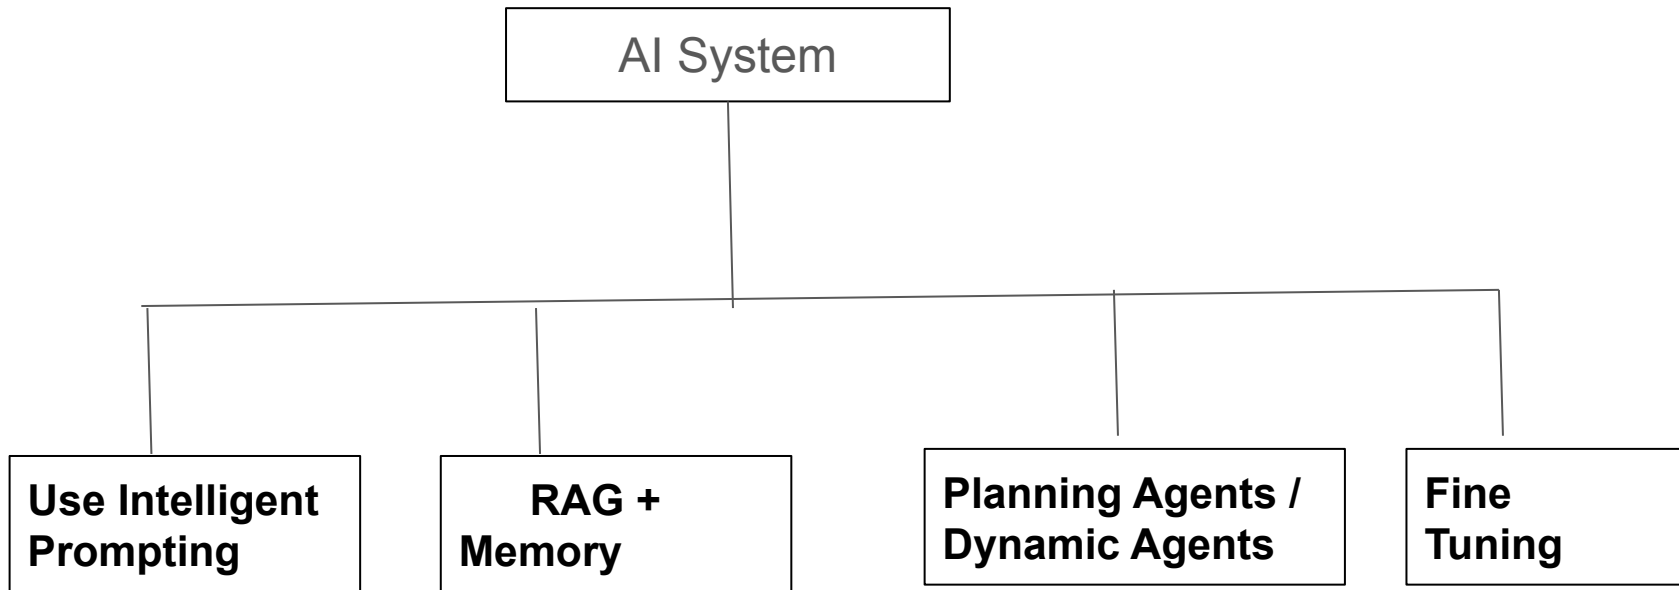 AI System
Use Intelligent
Prompting
RAG +
Memory
Planning Agents /
Dynamic Agents
Fine
Tuning